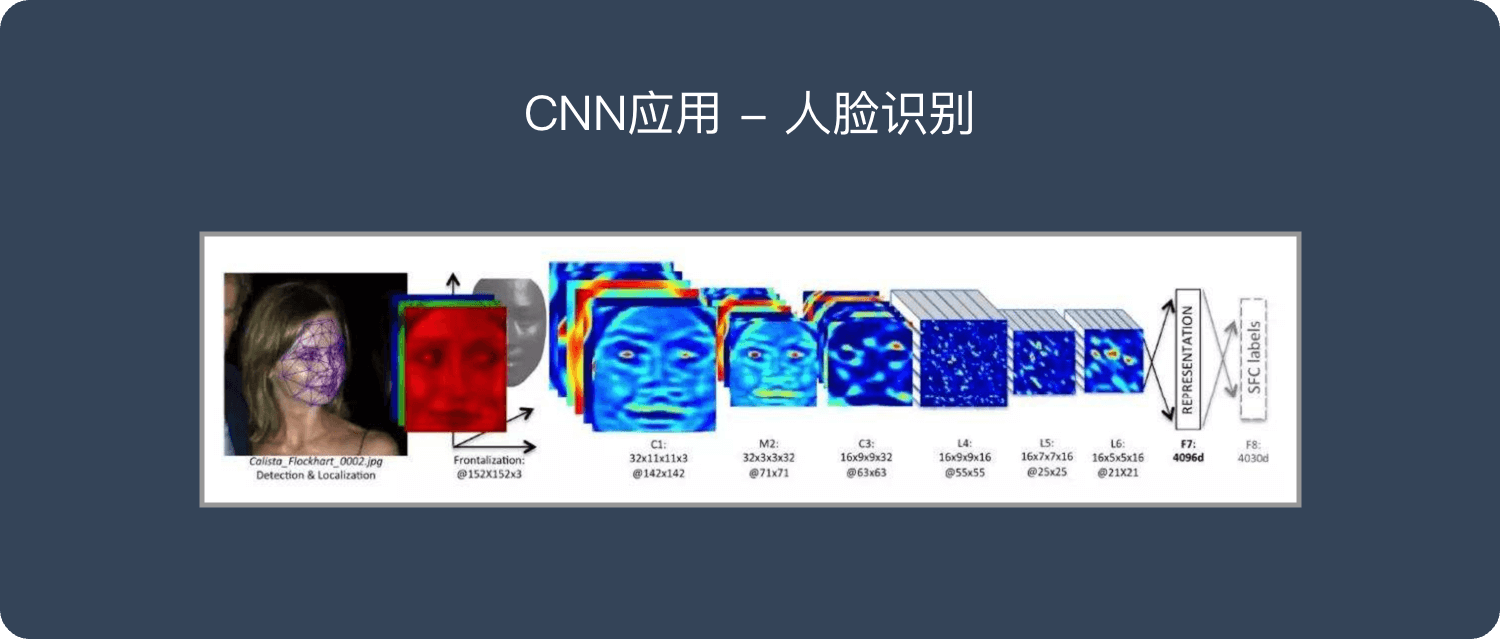 CNN应用 – 人脸识别
Calista_Flockhart_0002.jpg
Detection & Localization
Frontalization:
@152X152x3
C1:
32x11x11x3
@142x142
M2:
32x3x3x32
@71x71
C3:
16x9x9x32
@63x63
L4:
16x9x9x16
@55x55
L5:
16x7x7x16
@25x25
L6:
16x5x5x16
@21X21
REPRESENTATION
F7:
4096d
SFC labels
F8:
4030d